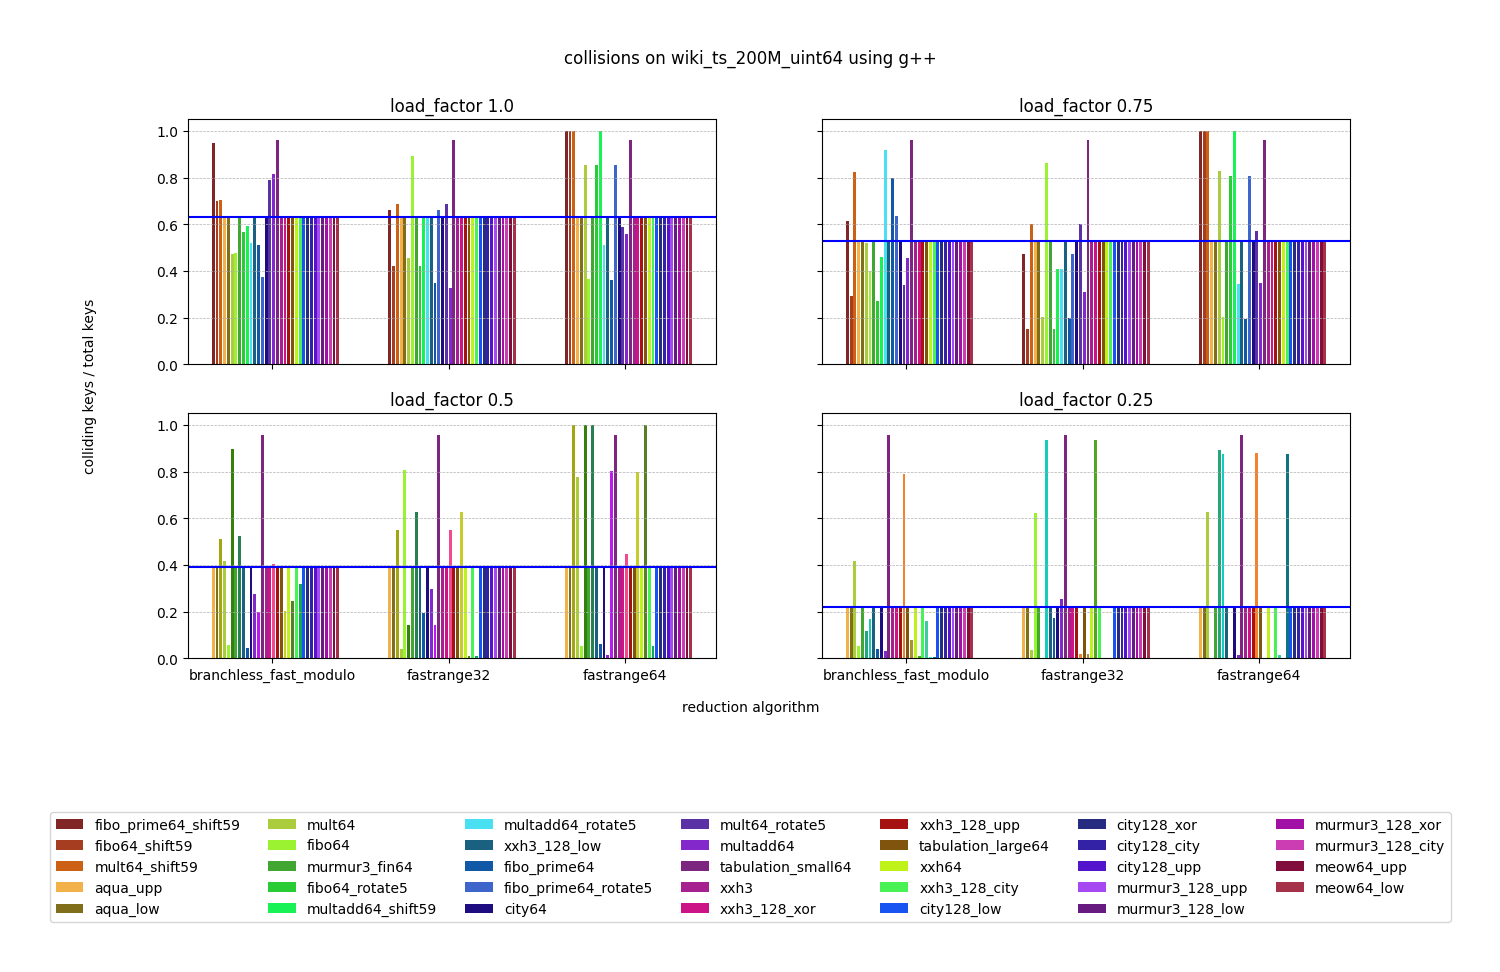 collisions on wiki_ts_200M_uint64 using g++
load_factor 1.0
load_factor 0.75
1.0
0.8
0.6
0.4
0.2
0.0
colliding keys / total keys
load_factor 0.5
load_factor 0.25
1.0
0.8
0.6
0.4
0.2
0.0
branchless_fast_modulo fastrange32 fastrange64
branchless_fast_modulo fastrange32 fastrange64
reduction algorithm
fibo_prime64_shift59 mult64 multadd64_rotate5 mult64_rotate5 xxh3_128_upp city128_xor murmur3_128_xor
fibo64_shift59 fibo64 xxh3_128_low multadd64 tabulation_large64 city128_city murmur3_128_city
mult64_shift59 murmur3_fin64 fibo_prime64 tabulation_small64 xxh64 city128_upp meow64_upp
aqua_upp fibo64_rotate5 fibo_prime64_rotate5 xxh3 xxh3_128_city murmur3_128_upp meow64_low
aqua_low multadd64_shift59 city64 xxh3_128_xor city128_low murmur3_128_low